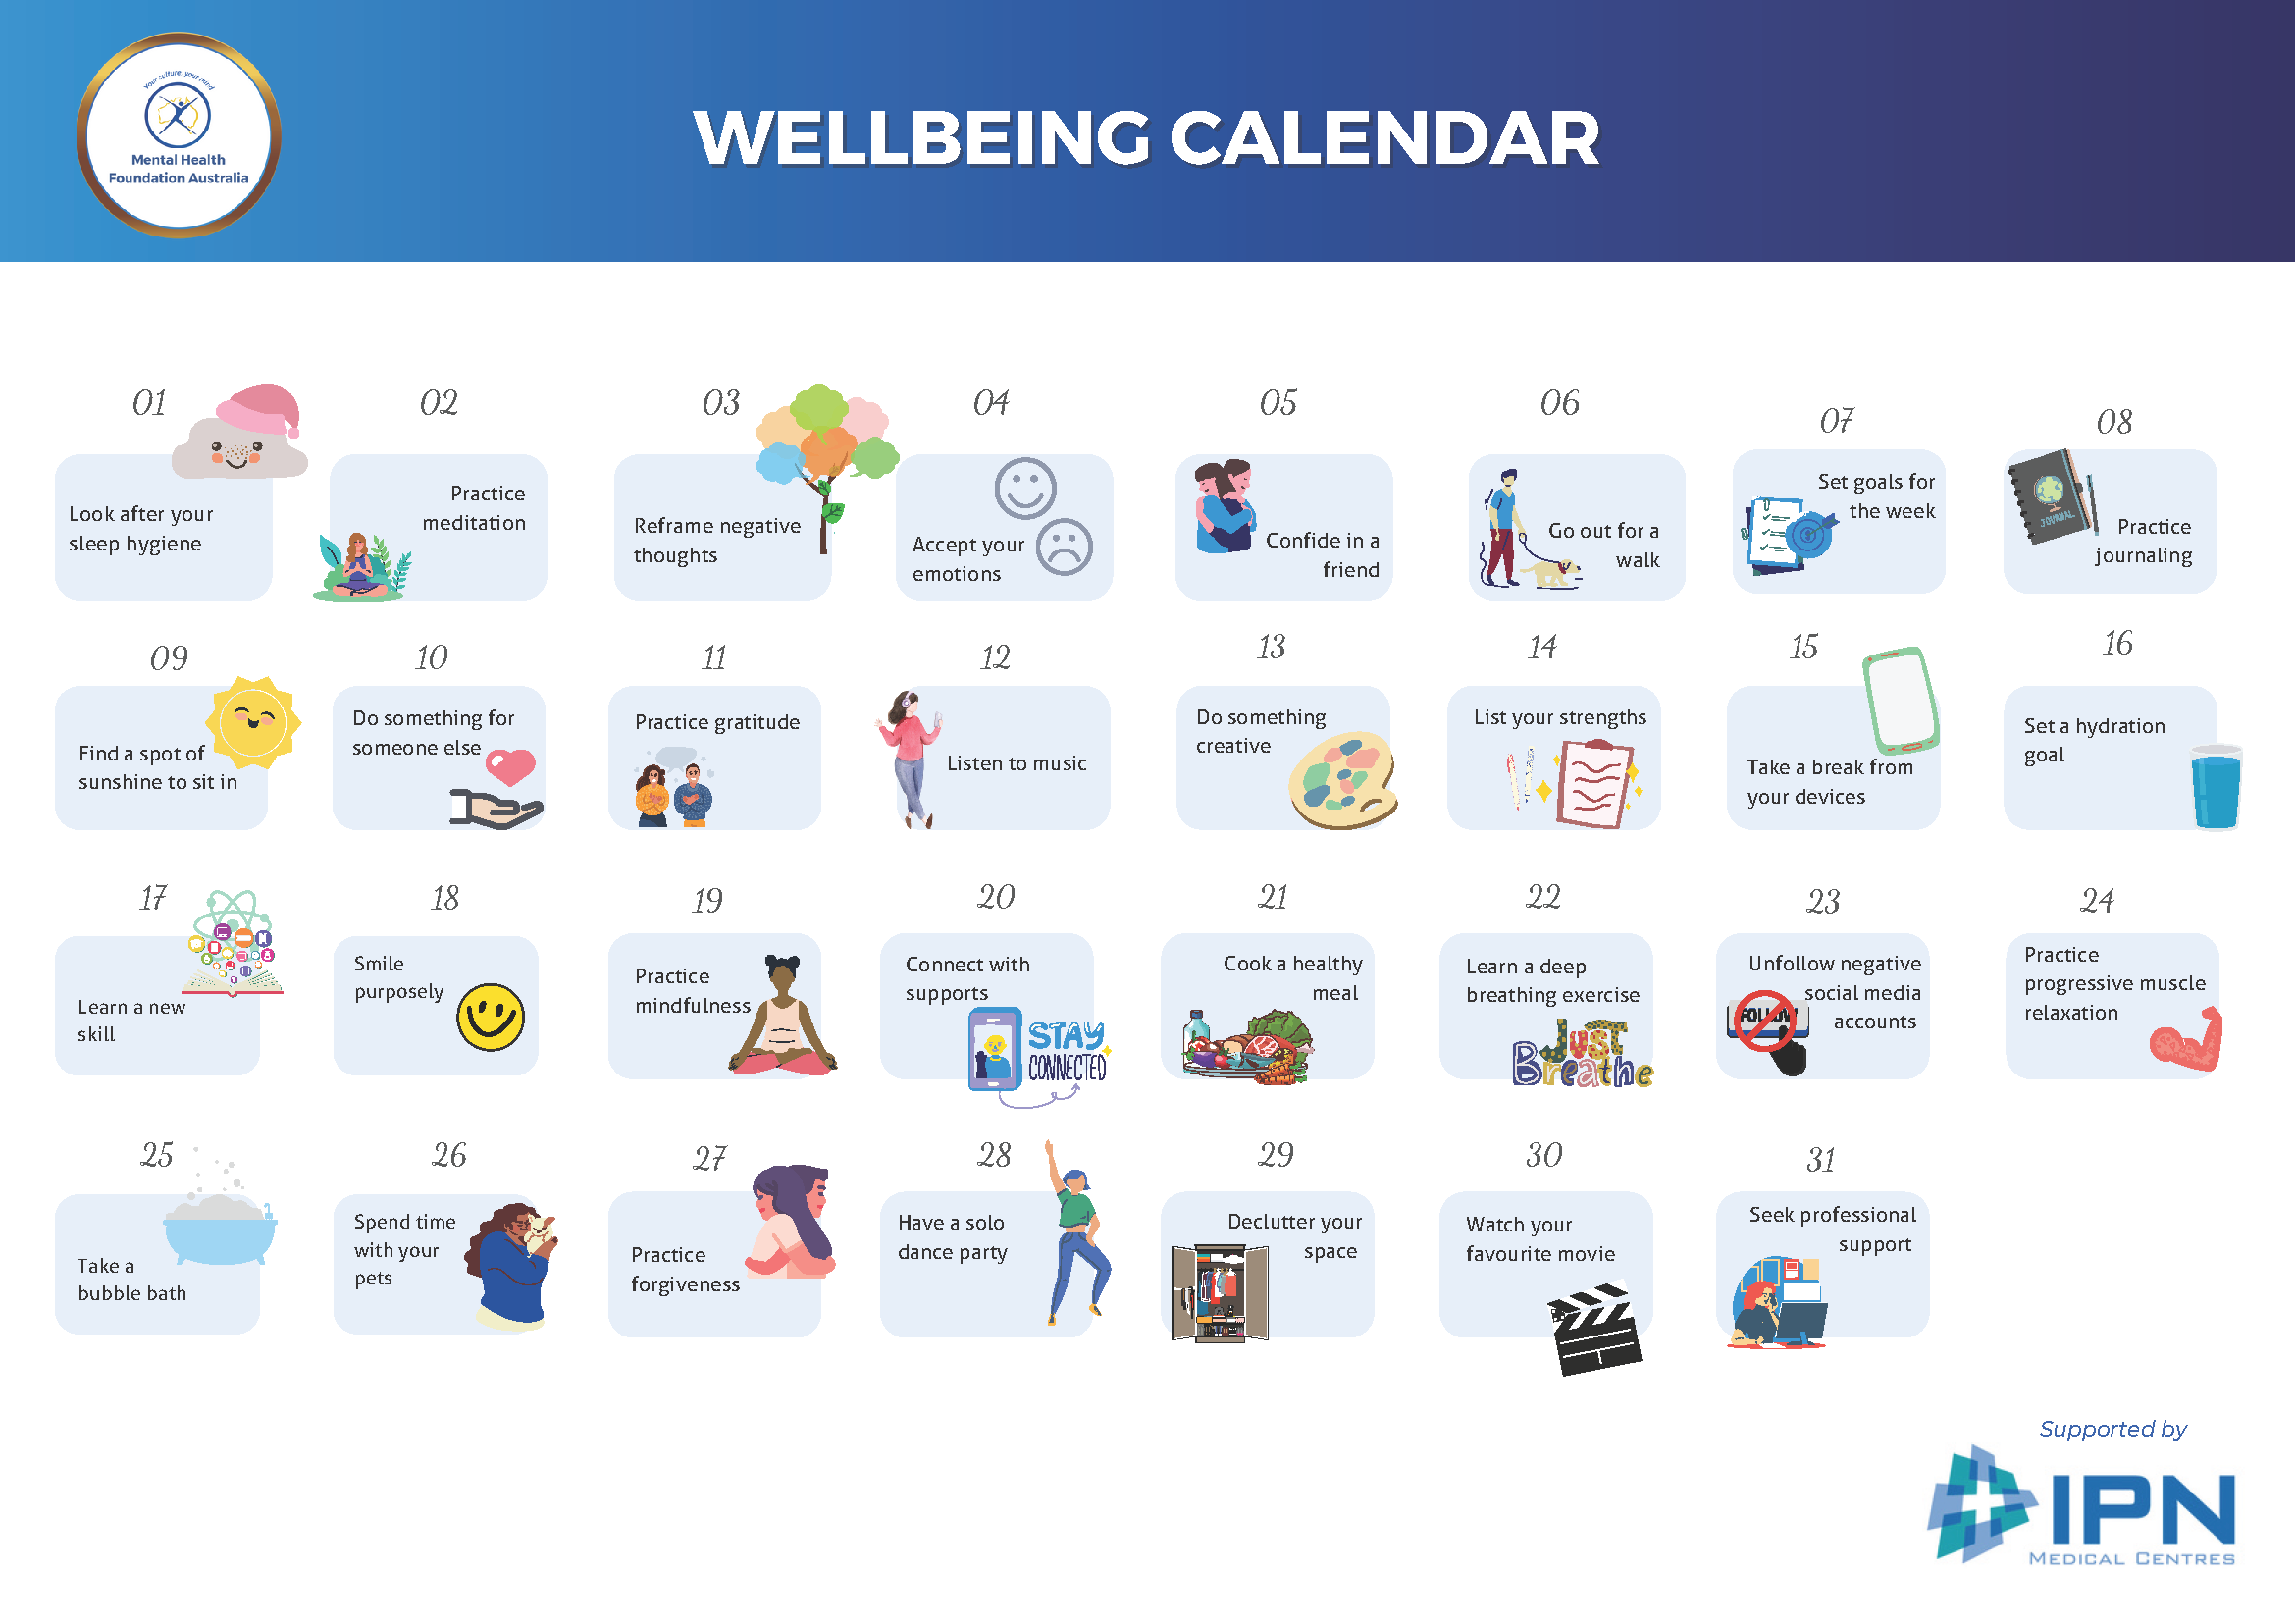 Your culture your mind
Mental Health
Foundation Australia
WELLBEING CALENDAR
01
Look after your
sleep hygiene
02
Practice
meditation
03
Reframe negative
thoughts
04
Accept your
emotions
05
Confide in a
friend
06
Go out for a
walk
07
Set goals for
the week
08
JOURNAL
Practice
journaling
09
Find a spot of
sunshine to sit in
10
Do something for
someone else
11
Practice gratitude
12
Listen to music
13
Do something
creative
14
List your strengths
15
Take a break from
your devices
16
Set a hydration
goal
17
Learn a new
skill
18
Smile
purposely
19
Practice
mindfulness
20
Connect with
supports
STAY
CONNECTED
21
Cook a healthy
meal
22
Learn a deep
breathing exercise
JUST
Breathe
23
Unfollow negative
social media
accounts
FOLLOW
24
Practice
progressive muscle
relaxation
25
Take a
bubble bath
26
Spend time
with your
pets
27
Practice
forgiveness
28
Have a solo
dance party
29
Declutter your
space
30
Watch your
favourite movie
31
Seek professional
support
Supported by
IPN
MEDICAL CENTRES